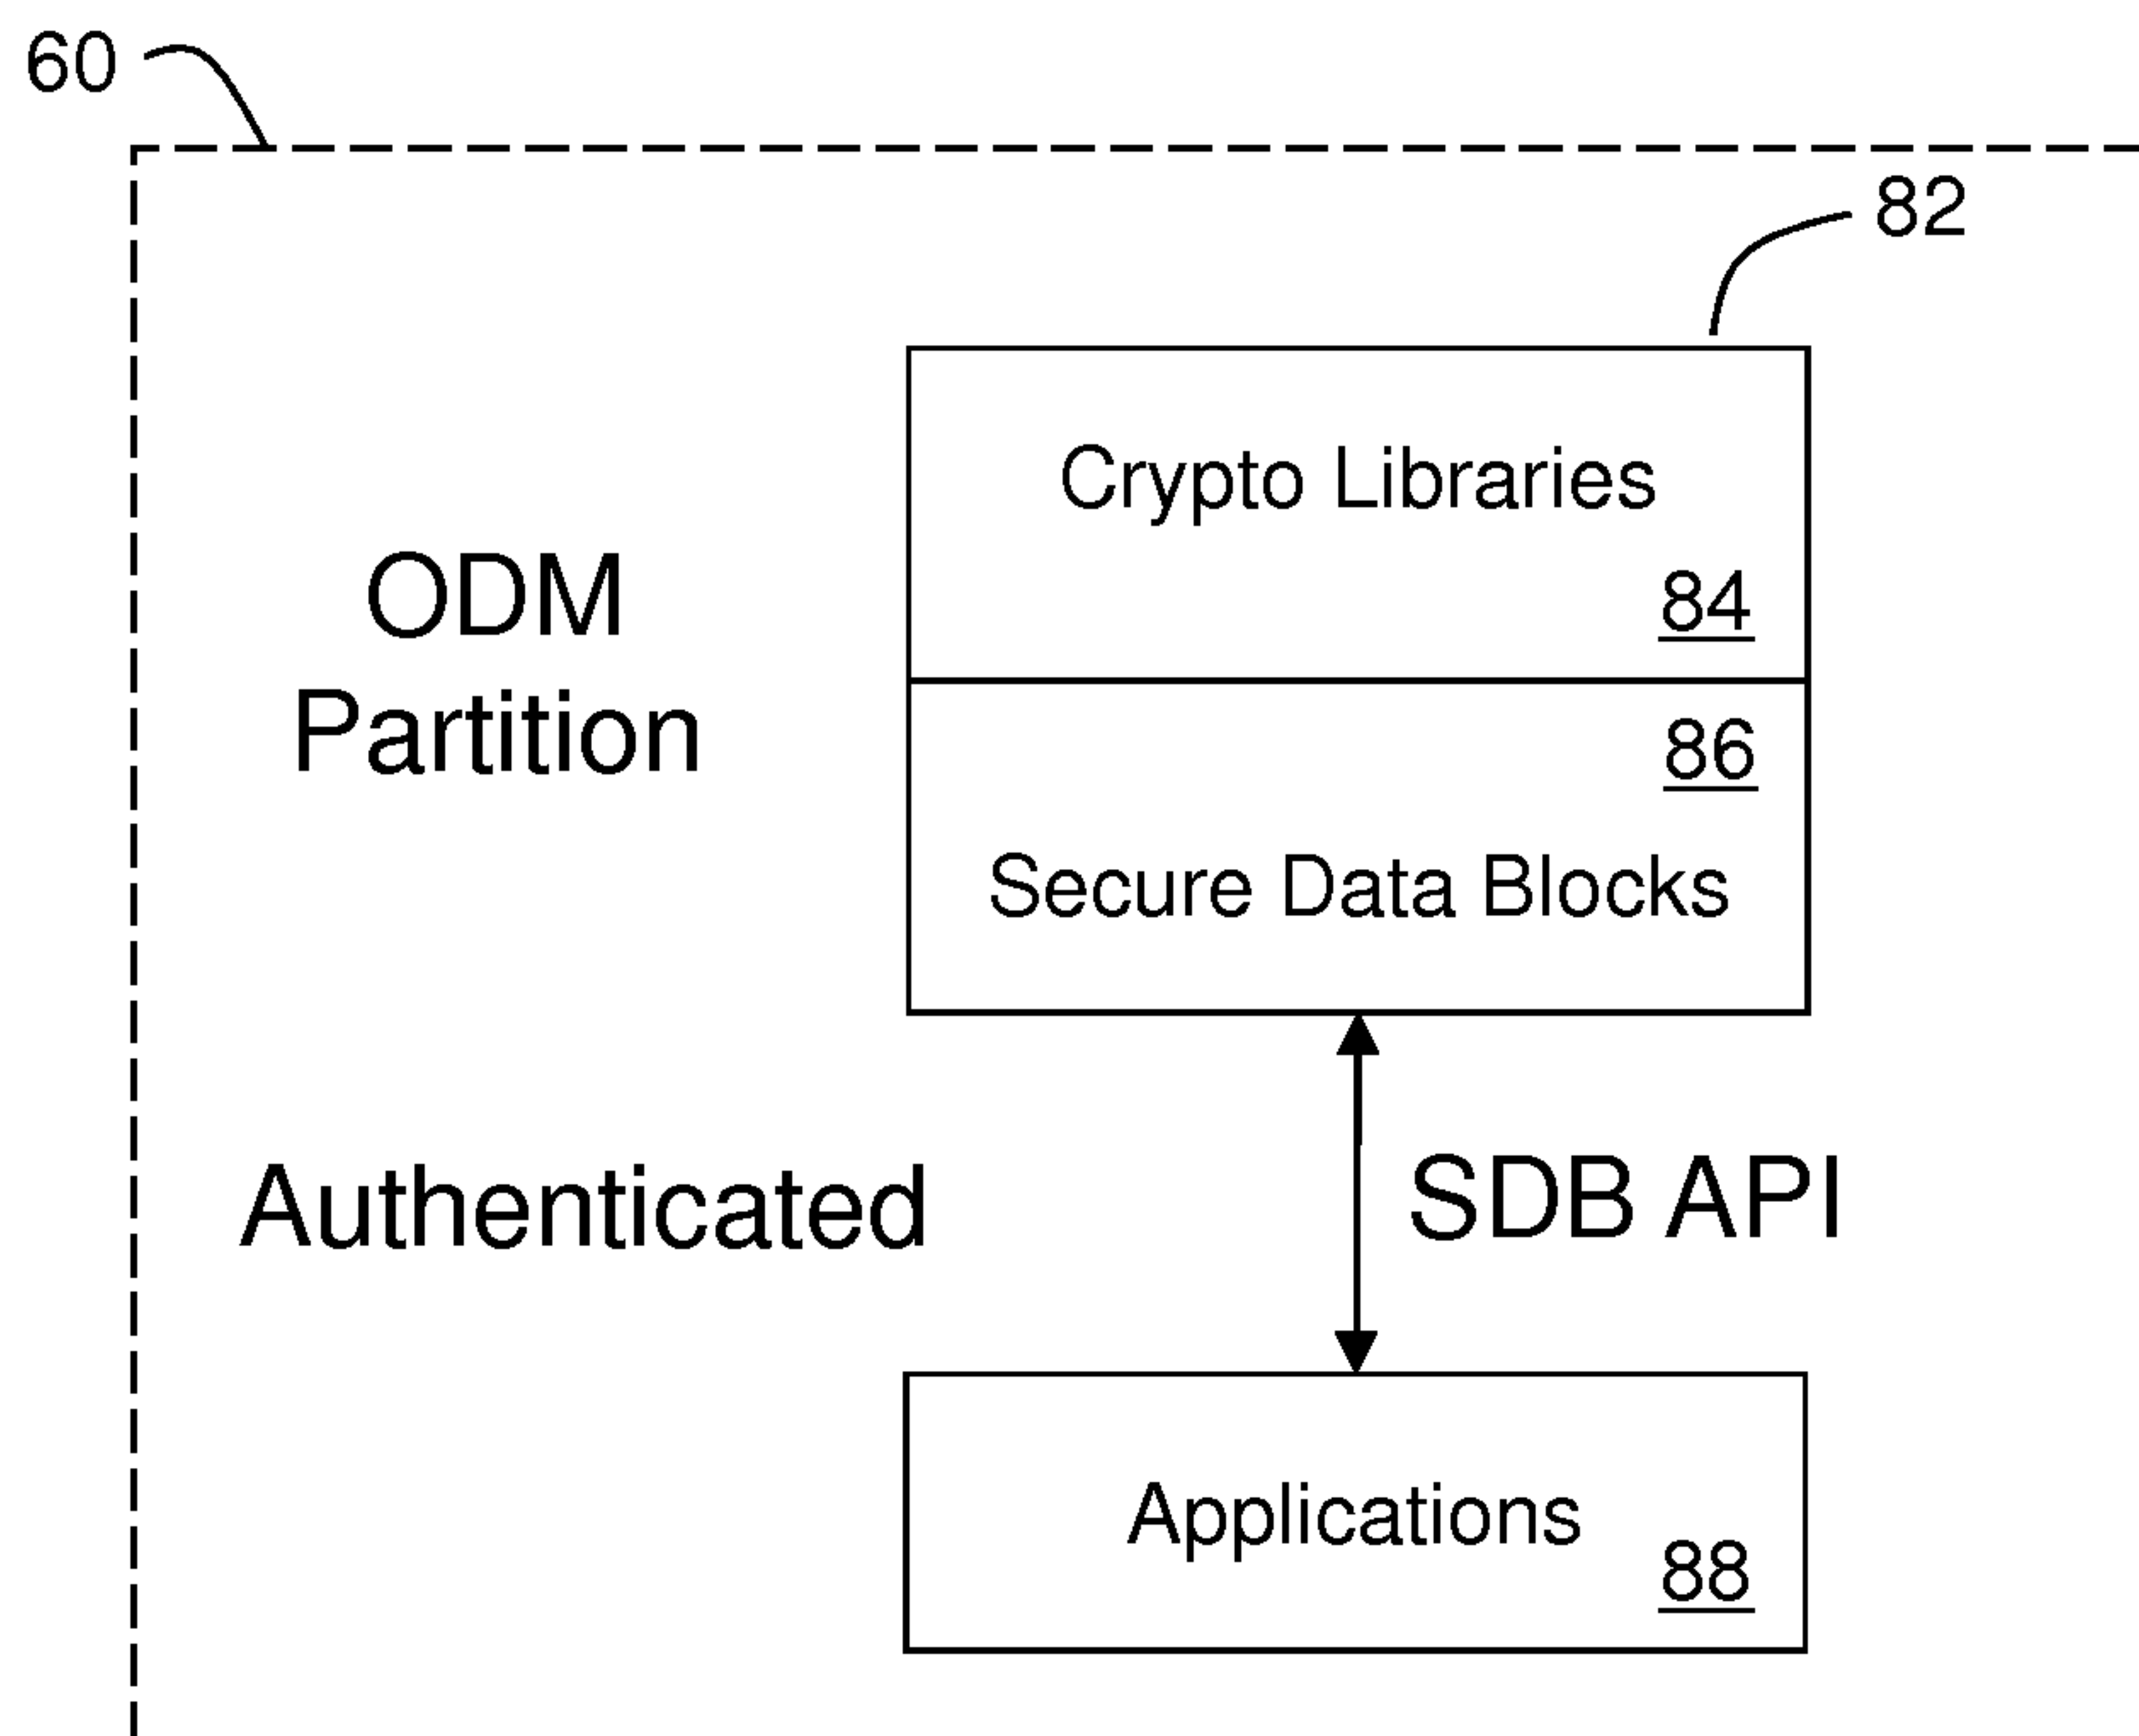 60
82
Crypto Libraries
84
ODM
Partition
86
Secure Data Blocks
Authenticated
SDB API
Applications
88